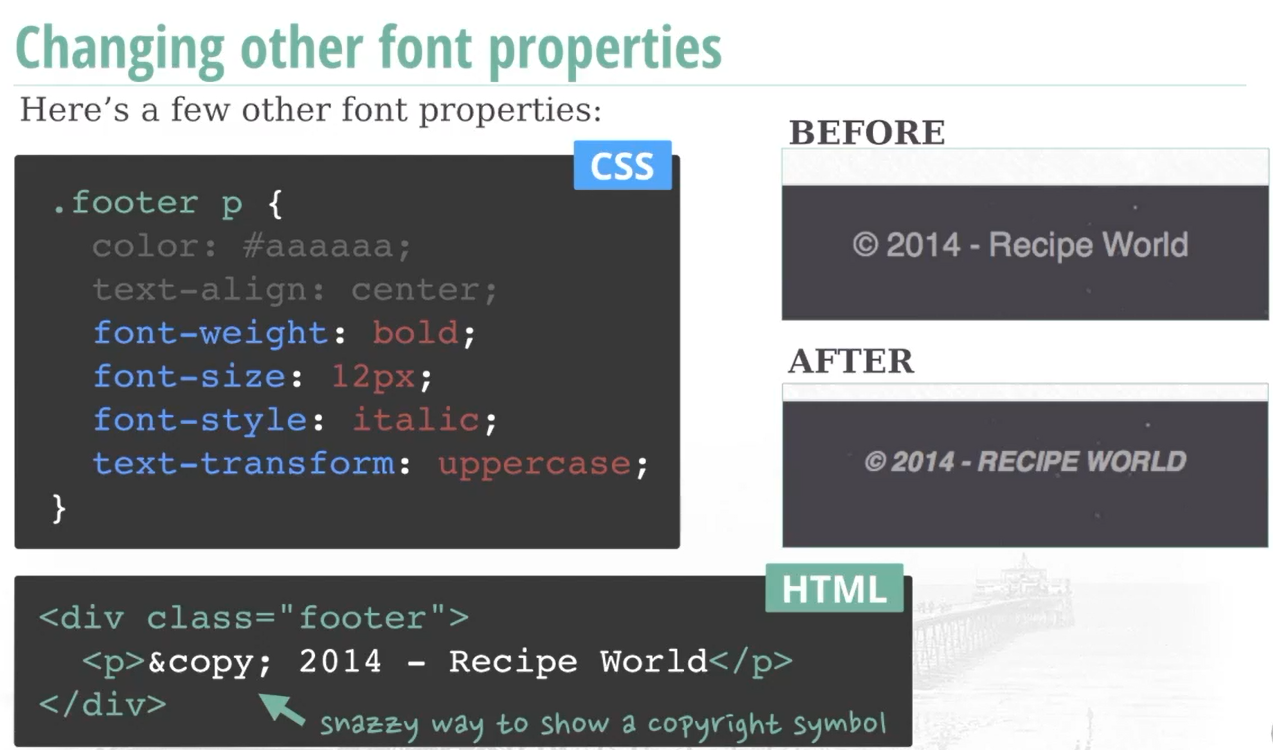 Changing other font properties
Here's a few other font properties:
CSS
.footer p {
  color: #aaaaaa;
  text-align: center;
  font-weight: bold;
  font-size: 12px;
  font-style: italic;
  text-transform: uppercase;
}
BEFORE
© 2014 - Recipe World
AFTER
© 2014 - RECIPE WORLD
HTML
<div class="footer">
  <p>&copy; 2014 - Recipe World</p>
</div>
snazzy way to show a copyright symbol